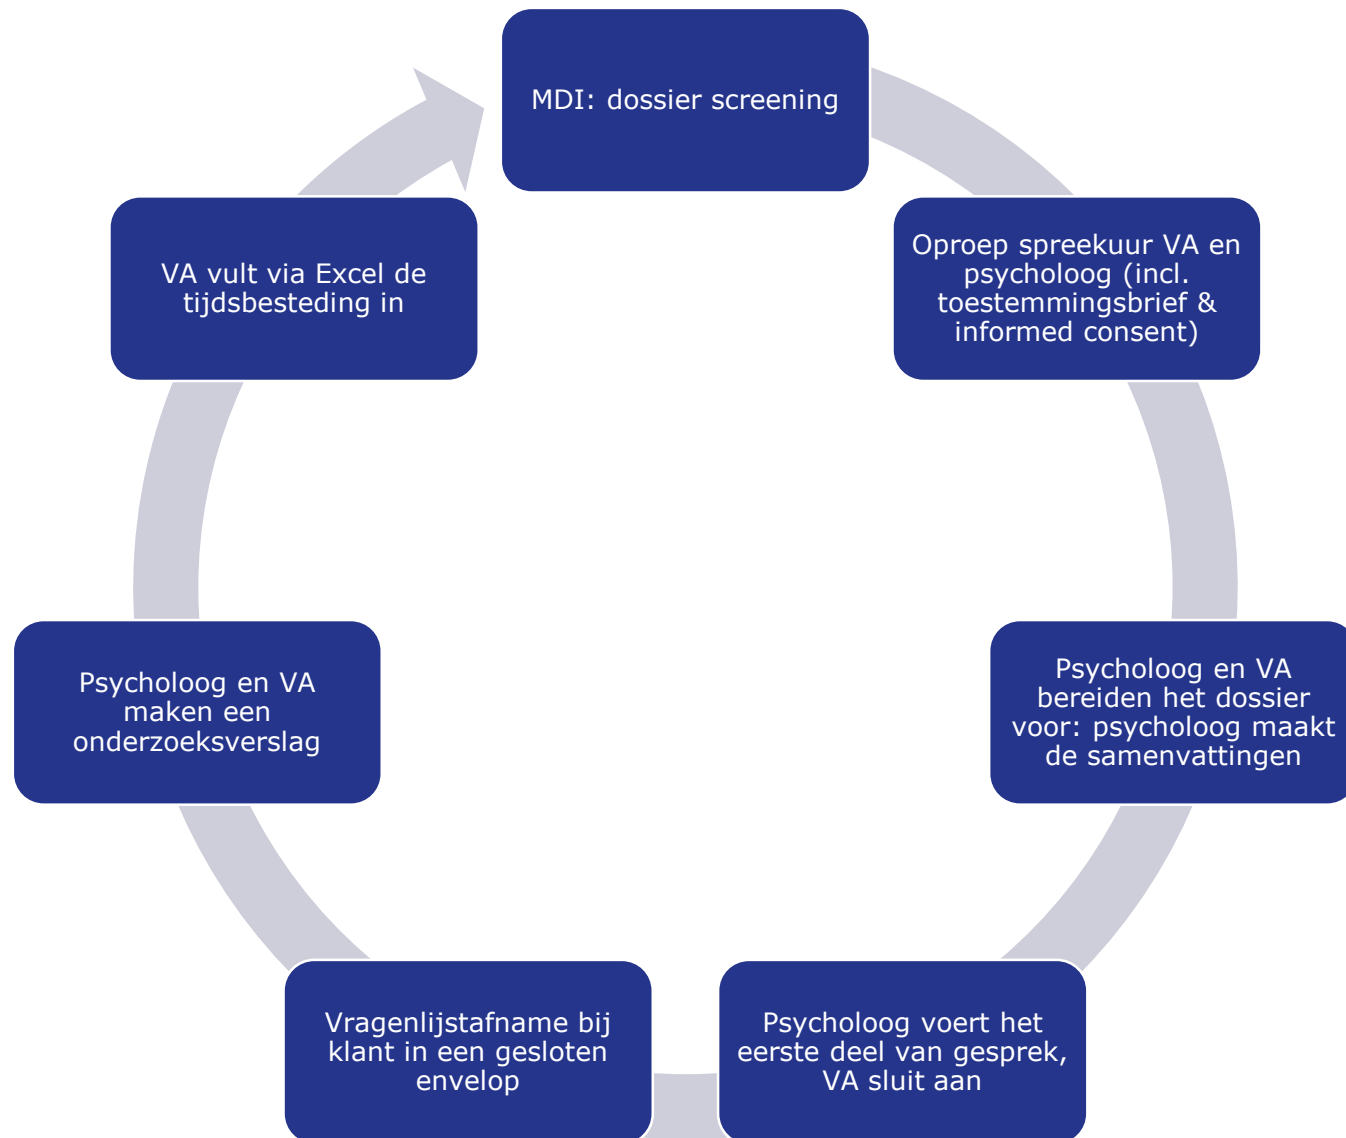 MDI: dossier screening
Oproep spreekuur VA en
psycholoog (incl.
toestemmingsbrief &
informed consent)
Psycholoog en VA
bereiden het dossier
voor: psycholoog maakt
de samenvattingen
Psycholoog voert het
eerste deel van gesprek,
VA sluit aan
Vragenlijstafname bij
klant in een gesloten
envelop
Psycholoog en VA
maken een
onderzoeksverslag
VA vult via Excel de
tijdsbesteding in